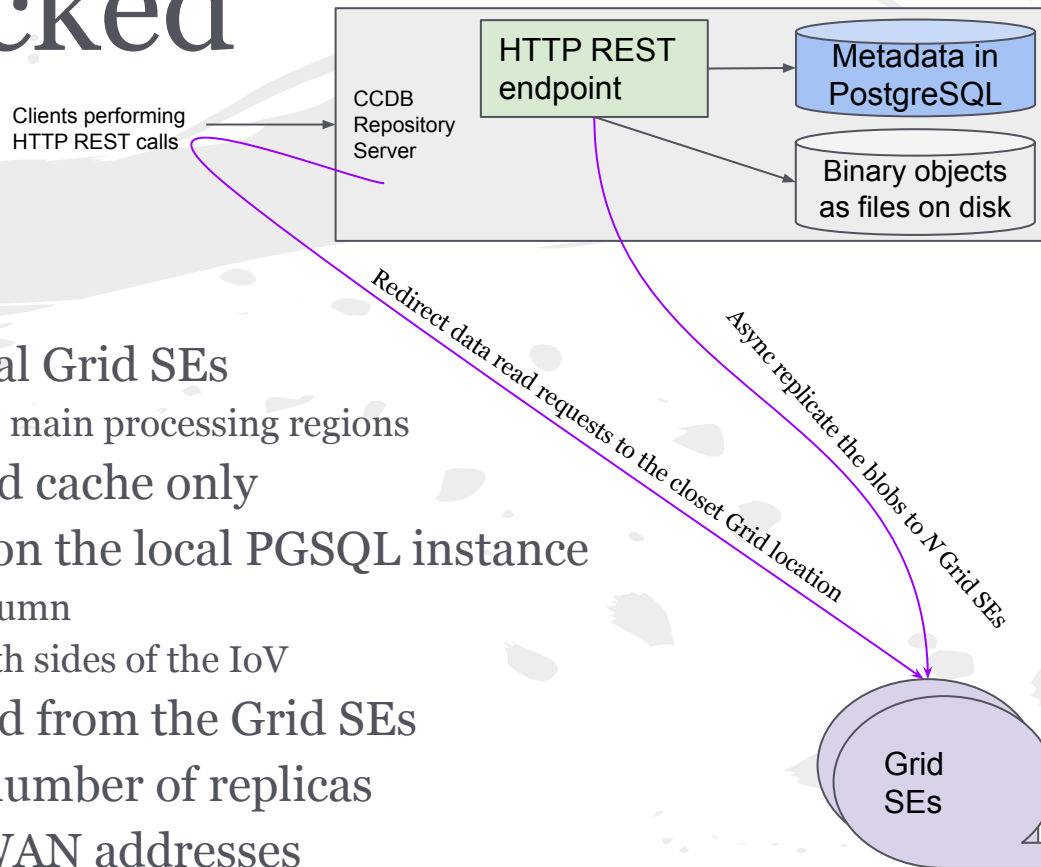 cked
Clients performing
HTTP REST calls
CCDB
Repository
Server
HTTP REST
endpoint
Metadata in
PostgreSQL
Binary objects
as files on disk
Redirect data read requests to the closet Grid location
Async replicate the blobs to N Grid SEs
al Grid SEs
main processing regions
d cache only
on the local PGSQL instance
umn
th sides of the IoV
d from the Grid SEs
number of replicas
WAN addresses
Grid
SEs